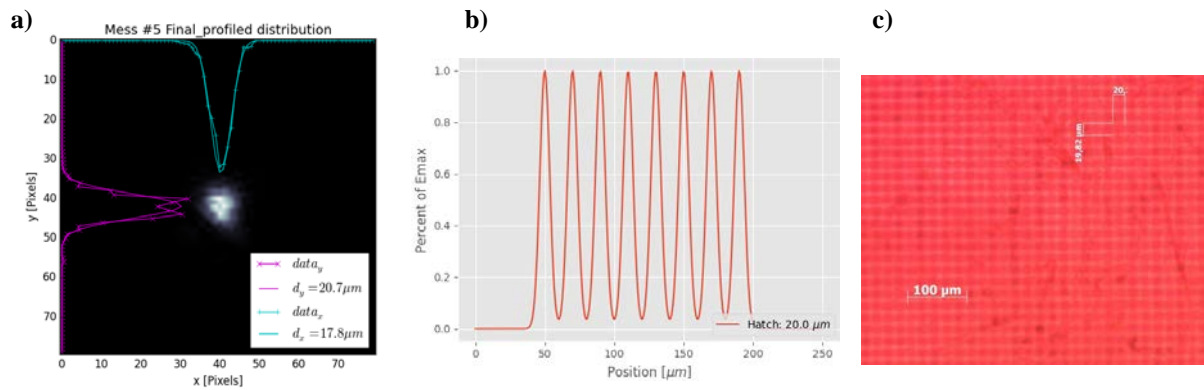 a)
Mess #5 Final_profiled distribution
0
10
20
30
40
50
60
70
y [Pixels]
0 10 20 30 40 50 60 70
x [Pixels]
data_y
d_y = 20.7μm
data_x
d_x = 17.8μm
b)
1.0
0.8
0.6
0.4
0.2
0.0
Percent of Emax
0 50 100 150 200 250
Position [μm]
Hatch: 20.0 μm
c)
20,
19,82 μm
100 μm